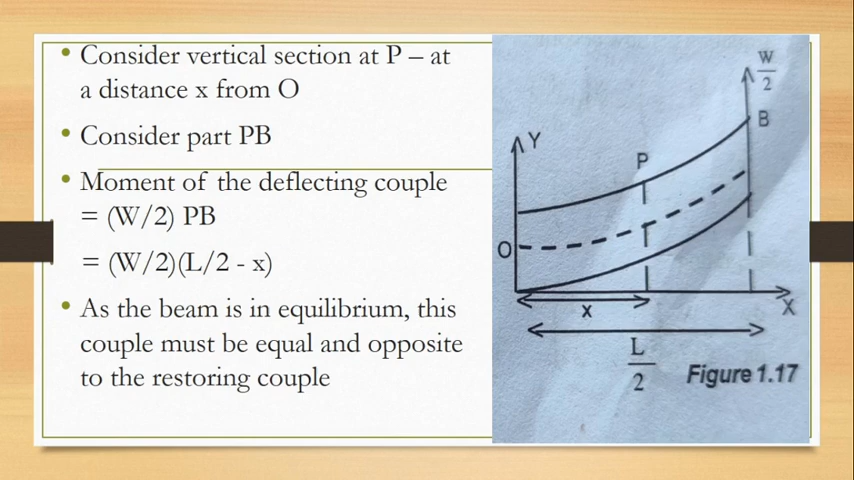 • Consider vertical section at P – at
a distance x from O
• Consider part PB
• Moment of the deflecting couple
= (W/2) PB
= (W/2)(L/2 - x)
• As the beam is in equilibrium, this
couple must be equal and opposite
to the restoring couple
W
2
B
Y
P
O
X
x
L
2
Figure 1.17